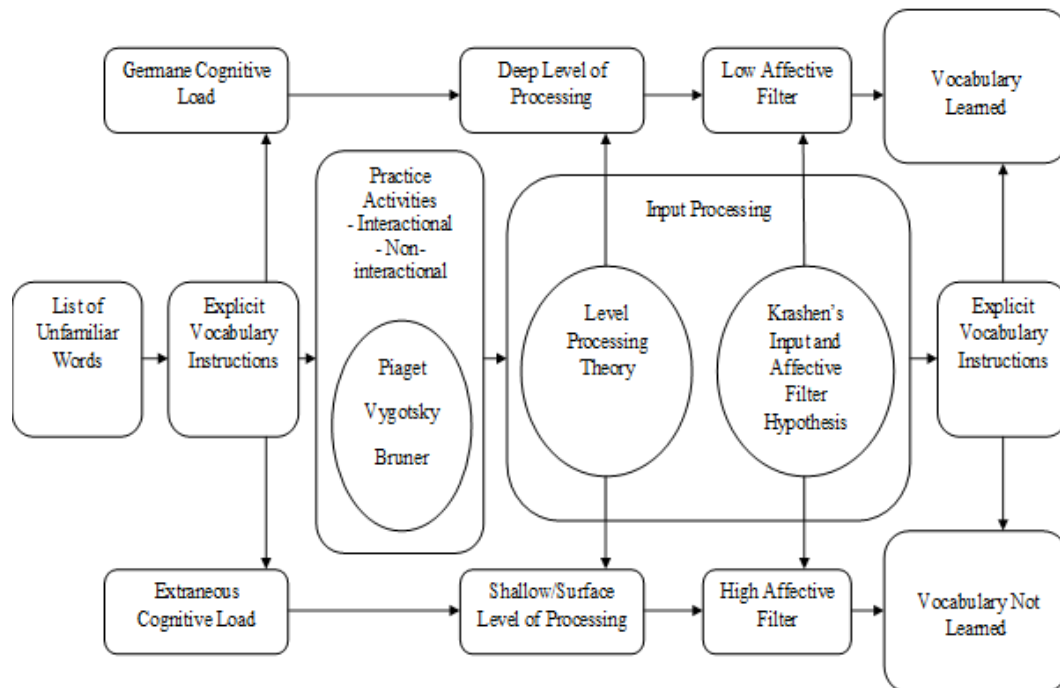 Germane Cognitive
Load
Deep Level of
Processing
Low Affective
Filter
Vocabulary
Learned
Practice
Activities
- Interactional
- Non-
interactional
Input Processing
List of
Unfamiliar
Words
Explicit
Vocabulary
Instructions
Piaget
Vygotsky
Bruner
Level
Processing
Theory
Krashen's
Input and
Affective
Filter
Hypothesis
Explicit
Vocabulary
Instructions
Extraneous
Cognitive Load
Shallow/Surface
Level of Processing
High Affective
Filter
Vocabulary Not
Learned